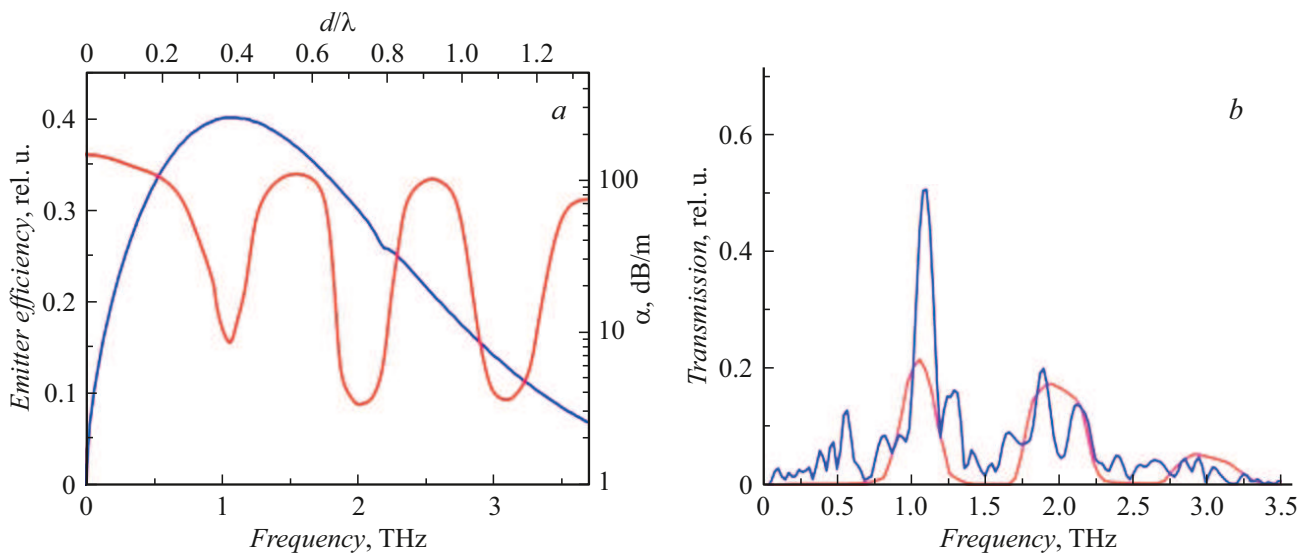 d/λ
0 0.2 0.4 0.6 0.8 1.0 1.2
a
Emitter efficiency, rel. u.
0.4
0.3
0.2
0.1
0
100
10
1
α, dB/m
0 1 2 3
Frequency, THz
b
Transmission, rel. u.
0.6
0.4
0.2
0
0 0.5 1.0 1.5 2.0 2.5 3.0 3.5
Frequency, THz